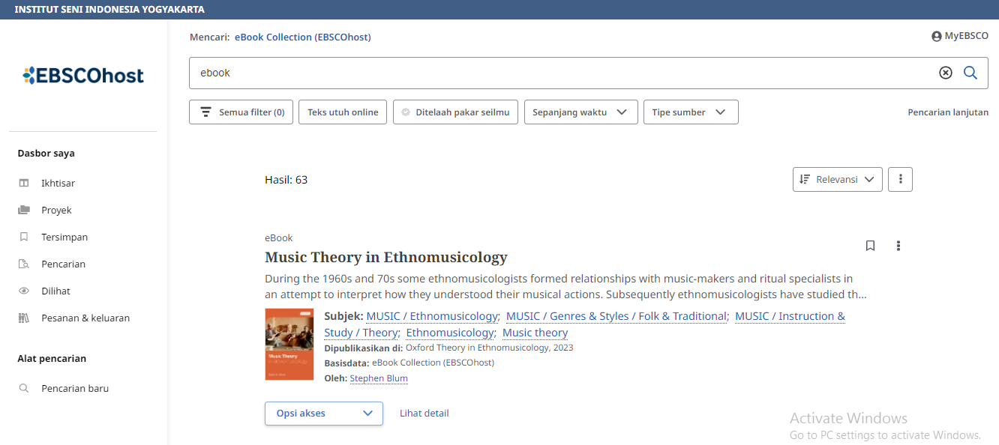 INSTITUT SENI INDONESIA YOGYAKARTA
Mencari: eBook Collection (EBSCOhost)
MyEBSCO
EBSCOhost
ebook
Semua filter (0)
Teks utuh online
Ditelaah pakar seilmu
Sepanjang waktu
Tipe sumber
Pencarian lanjutan
Dasbor saya
Ikhtisar
Proyek
Tersimpan
Pencarian
Dilihat
Pesanan & keluaran
Alat pencarian
Pencarian baru
Hasil: 63
Relevansi
eBook
Music Theory in Ethnomusicology
During the 1960s and 70s some ethnomusicologists formed relationships with music-makers and ritual specialists in
an attempt to interpret how they understood their musical actions. Subsequently ethnomusicologists have studied th...
Music Theory
Subjek: MUSIC / Ethnomusicology; MUSIC / Genres & Styles / Folk & Traditional; MUSIC / Instruction &
Study / Theory; Ethnomusicology; Music theory
Dipublikasikan di: Oxford Theory in Ethnomusicology, 2023
Basisdata: eBook Collection (EBSCOhost)
Oleh: Stephen Blum
Opsi akses
Lihat detail
Activate Windows
Go to PC settings to activate Windows.